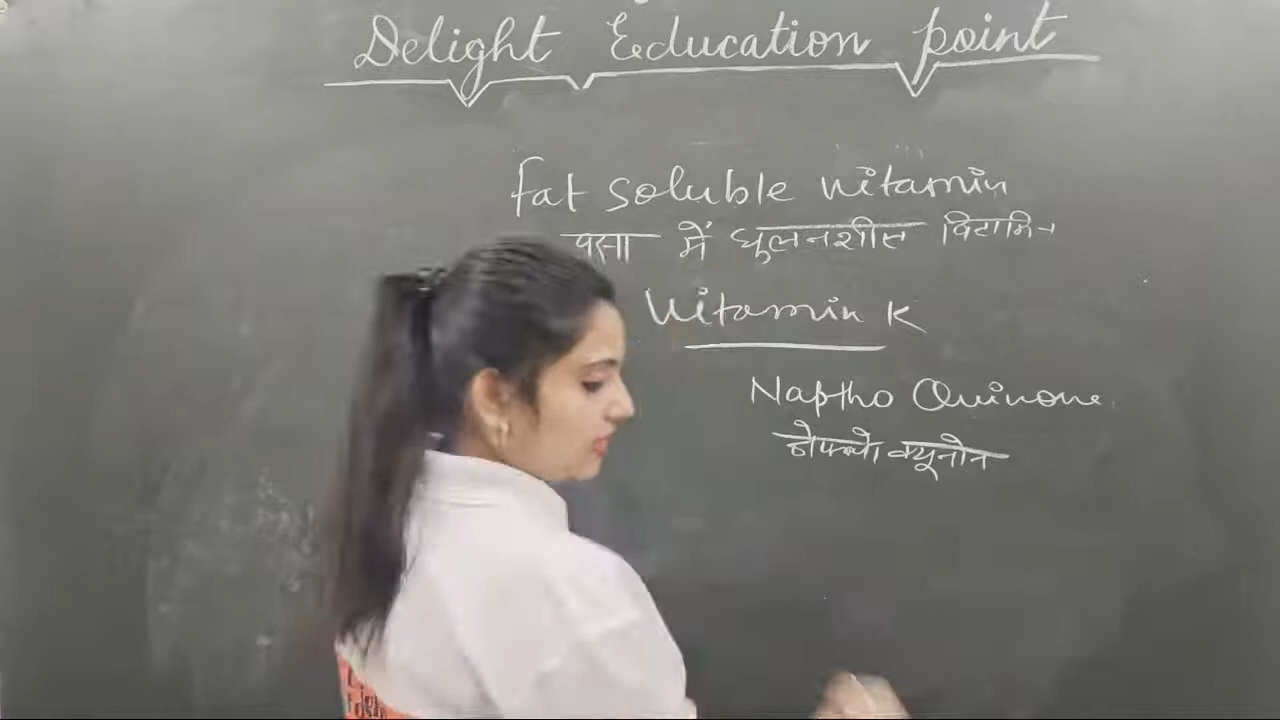 Delight Education point
fat soluble vitamin
वसा में घुलनशील विटामिन
Vitamin K
Naptho Quinone
नेफ्थो क्यूनोन